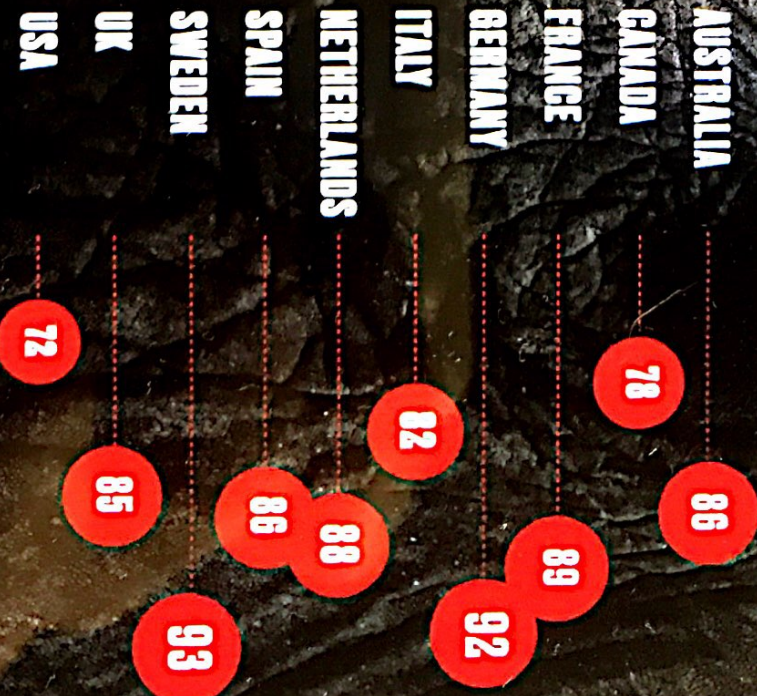 AUSTRALIA 86
CANADA 78
FRANCE 89
GERMANY 92
ITALY 82
NETHERLANDS 88
SPAIN 86
SWEDEN 93
UK 85
USA 72